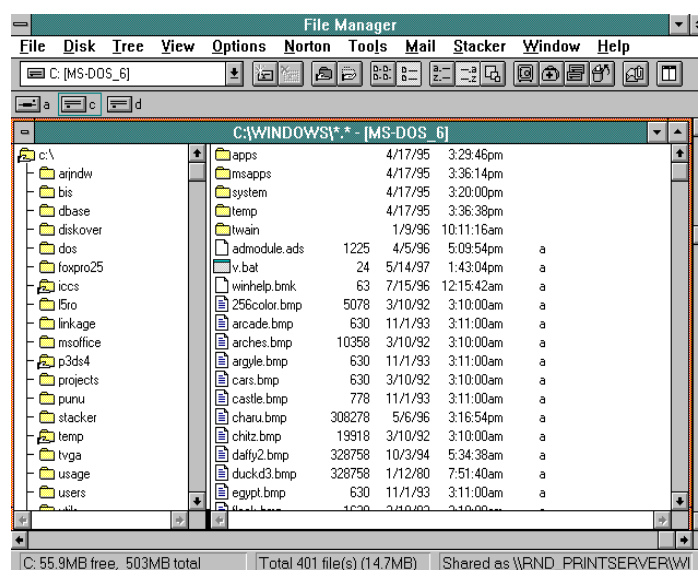 File Manager
File Disk Tree View Options Norton Tools Mail Stacker Window Help
C: [MS-DOS_6]
a c d
C:\WINDOWS\*.* - [MS-DOS_6]
c:\
arjndw
bis
dbase
diskover
dos
foxpro25
iccs
l5ro
linkage
msoffice
p3ds4
projects
punu
stacker
temp
tvga
usage
users
apps 4/17/95 3:29:46pm
msapps 4/17/95 3:36:14pm
system 4/17/95 3:20:00pm
temp 4/17/95 3:36:38pm
twain 1/9/96 10:11:16am
admodule.ads 1225 4/5/96 5:09:54pm a
v.bat 24 5/14/97 1:43:04pm a
winhelp.bmk 63 7/15/96 12:15:42am a
256color.bmp 5078 3/10/92 3:10:00am a
arcade.bmp 630 11/1/93 3:11:00am a
arches.bmp 10358 3/10/92 3:10:00am a
argyle.bmp 630 11/1/93 3:11:00am a
cars.bmp 630 3/10/92 3:10:00am a
castle.bmp 778 11/1/93 3:11:00am a
charu.bmp 308278 5/6/96 3:16:54pm a
chitz.bmp 19918 3/10/92 3:10:00am a
daffy2.bmp 328758 10/3/94 5:34:38am a
duckd3.bmp 328758 1/12/80 7:51:40am a
egypt.bmp 630 11/1/93 3:11:00am a
C: 55.9MB free, 503MB total Total 401 file(s) (14.7MB) Shared as \\RND_PRINTSERVER\WI